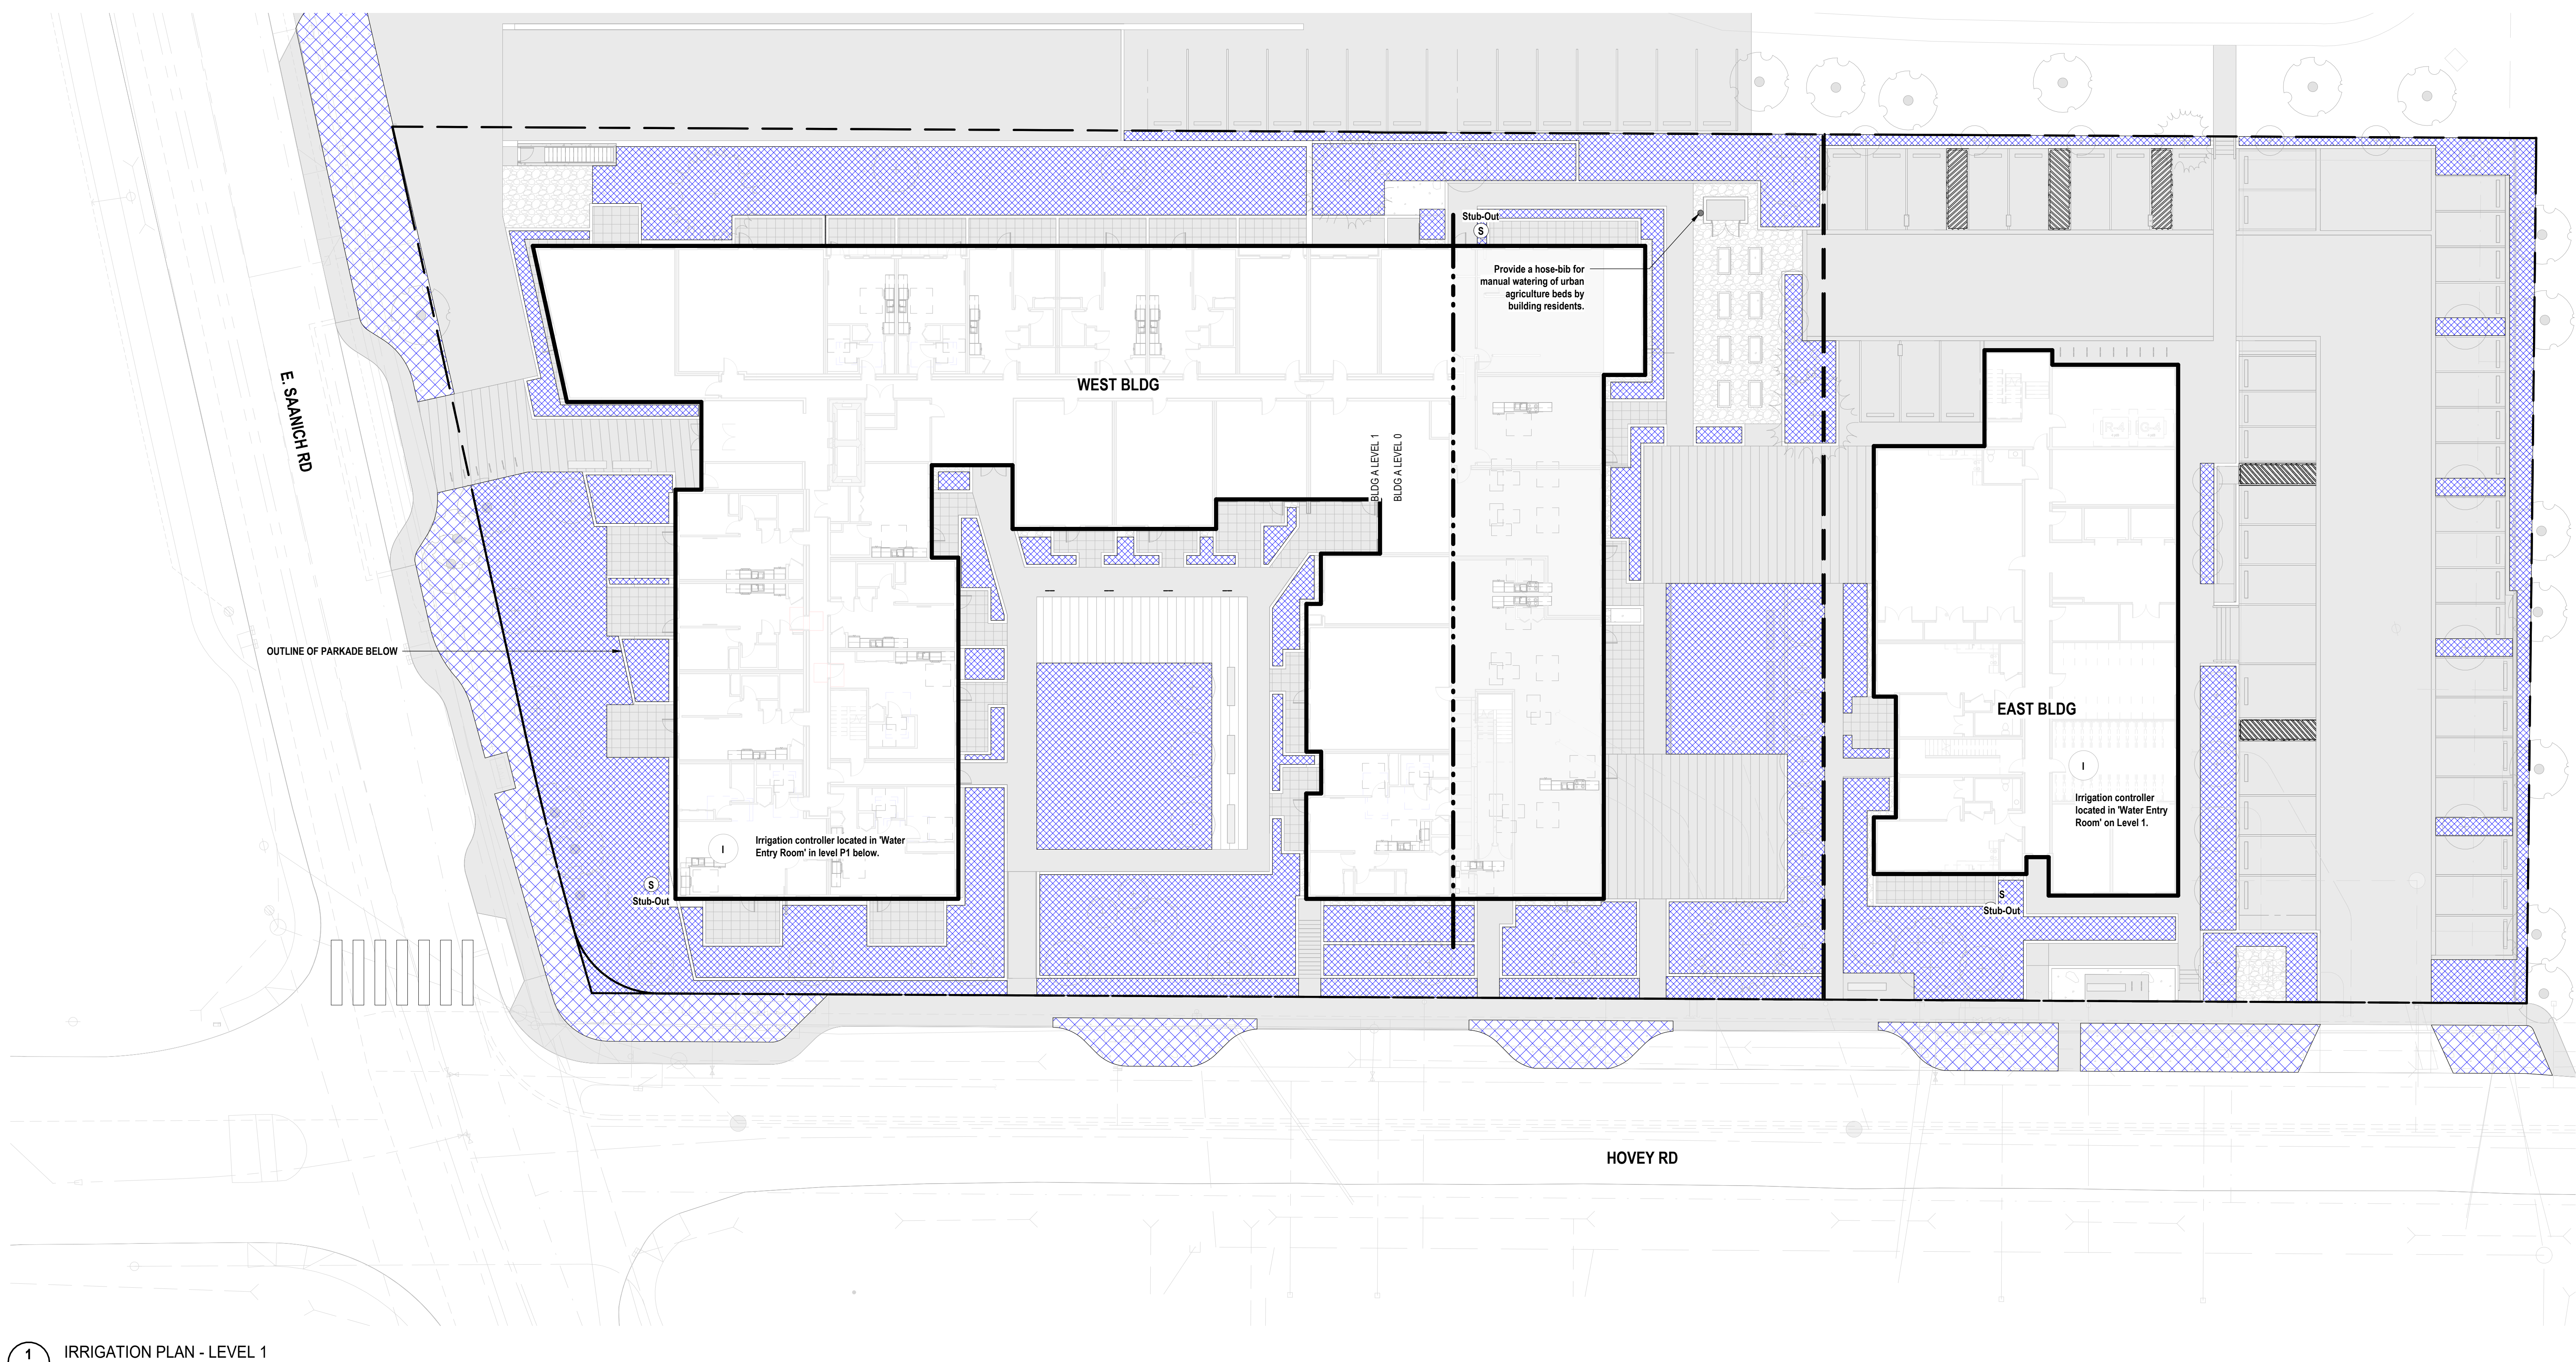 Stub-Out
S
Provide a hose-bib for
manual watering of urban
agriculture beds by
building residents.
E. SAANICH RD
WEST BLDG
BLDG A LEVEL 1
BLDG A LEVEL 0
R-4
G-4
OUTLINE OF PARKADE BELOW
EAST BLDG
I
Irrigation controller
located in 'Water Entry
Room' on Level 1.
I
Irrigation controller located in 'Water
Entry Room' in level P1 below.
S
Stub-Out
S
Stub-Out
HOVEY RD
1
IRRIGATION PLAN - LEVEL 1